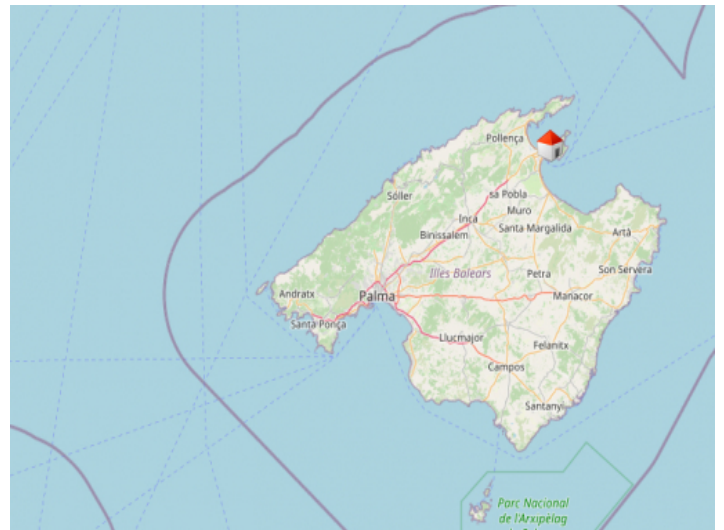 Pollença
sa Pobla
Sóller
Muro
Inca
Santa Margalida
Artà
Binissalem
Illes Balears
Petra
Son Servera
Andratx
Palma
Manacor
Santa Ponça
Llucmajor
Felanitx
Campos
Santanyí
Parc Nacional
de l'Arxipèlag